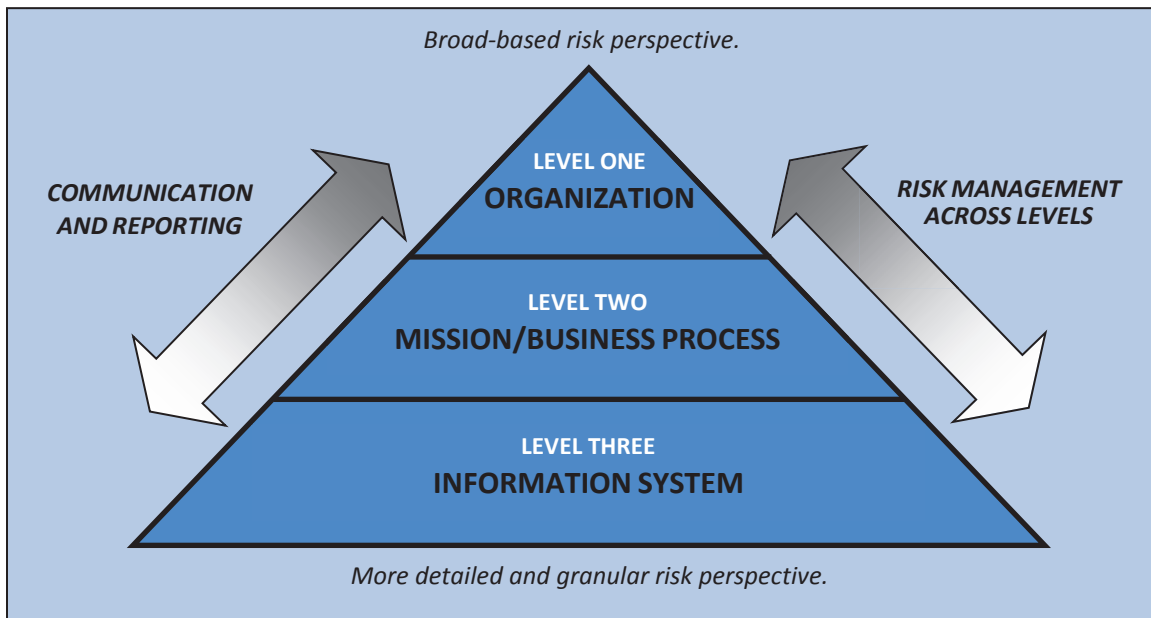 Broad-based risk perspective.
LEVEL ONE
ORGANIZATION
COMMUNICATION
AND REPORTING
RISK MANAGEMENT
ACROSS LEVELS
LEVEL TWO
MISSION/BUSINESS PROCESS
LEVEL THREE
INFORMATION SYSTEM
More detailed and granular risk perspective.